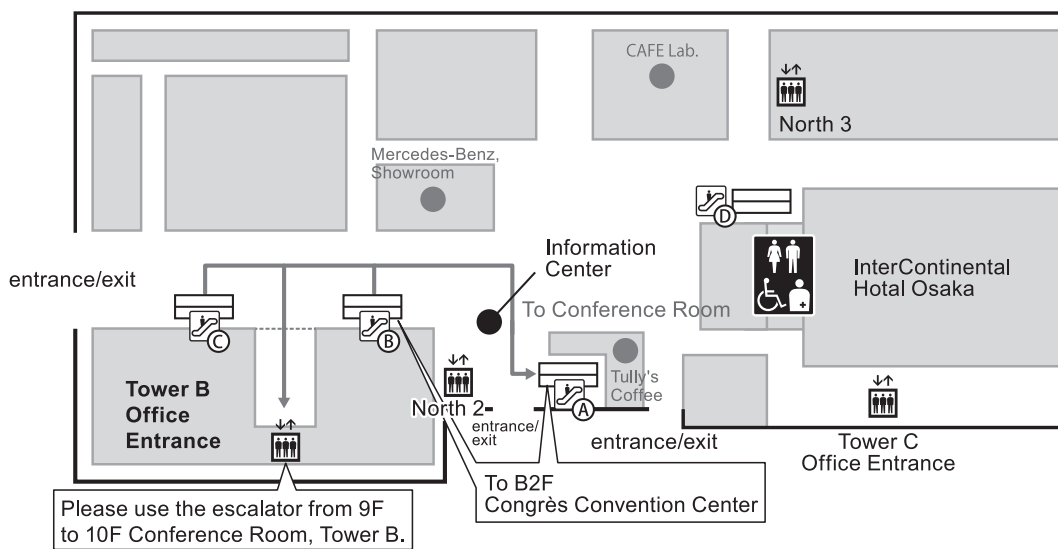 CAFE Lab.
North 3
Mercedes-Benz,
Showroom
D
Information
Center
entrance/exit
InterContinental
Hotal Osaka
To Conference Room
C
B
Tully's
Coffee
A
Tower B
Office
Entrance
North 2
entrance/
exit
entrance/exit
Tower C
Office Entrance
To B2F
Congrès Convention Center
Please use the escalator from 9F
to 10F Conference Room, Tower B.